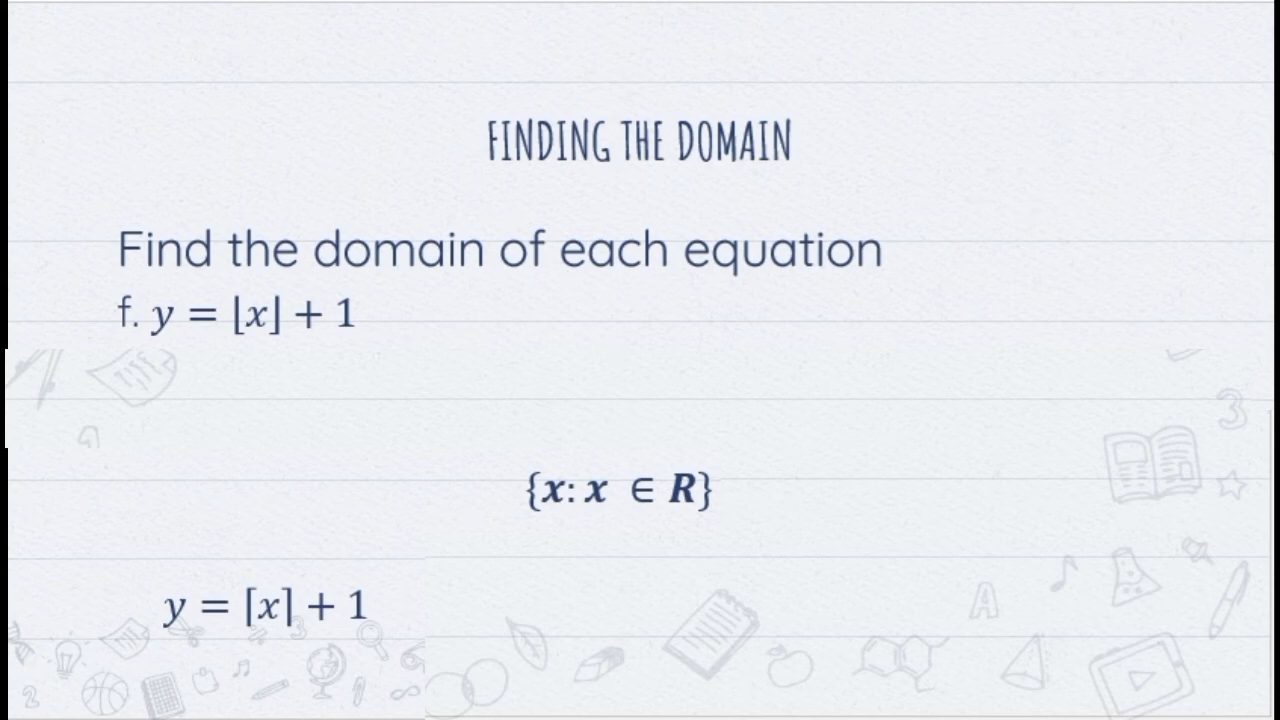 FINDING THE DOMAIN
Find the domain of each equation
f. y = ⌊x⌋ + 1
{x: x ∈ R}
y = ⌈x⌉ + 1